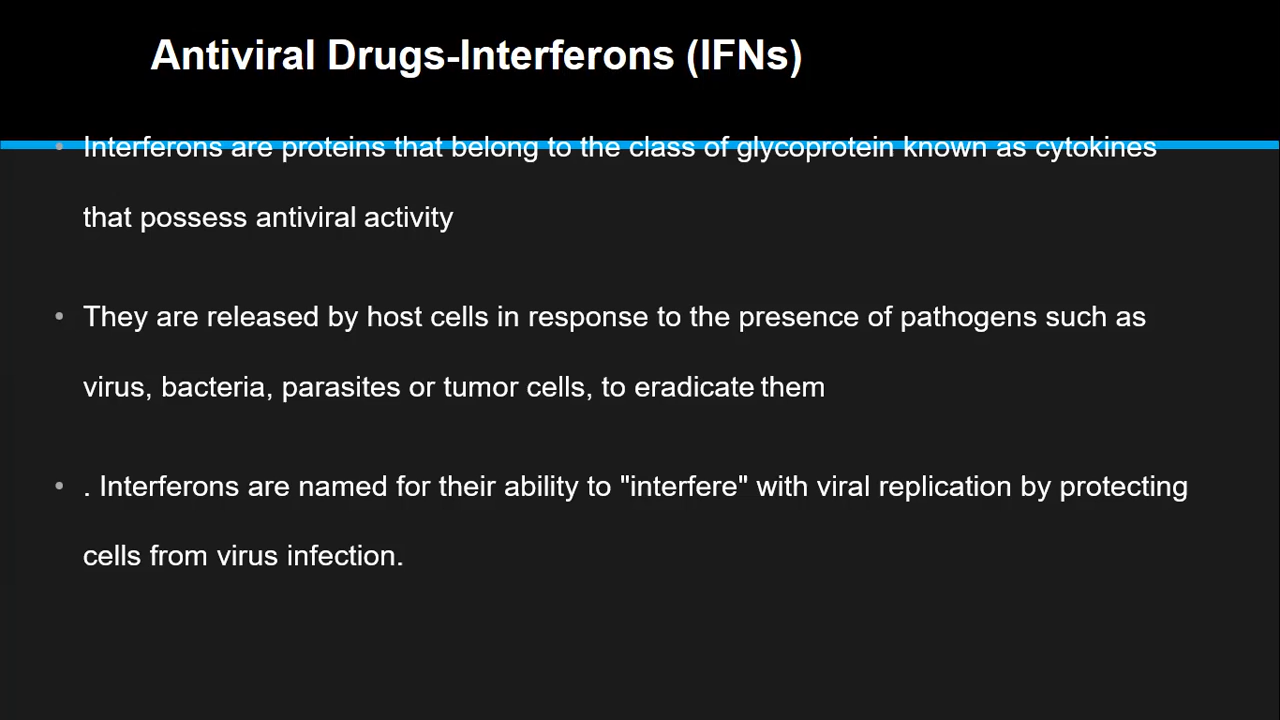 Antiviral Drugs-Interferons (IFNs)
• Interferons are proteins that belong to the class of glycoprotein known as cytokines
that possess antiviral activity
• They are released by host cells in response to the presence of pathogens such as
virus, bacteria, parasites or tumor cells, to eradicate them
• . Interferons are named for their ability to "interfere" with viral replication by protecting
cells from virus infection.